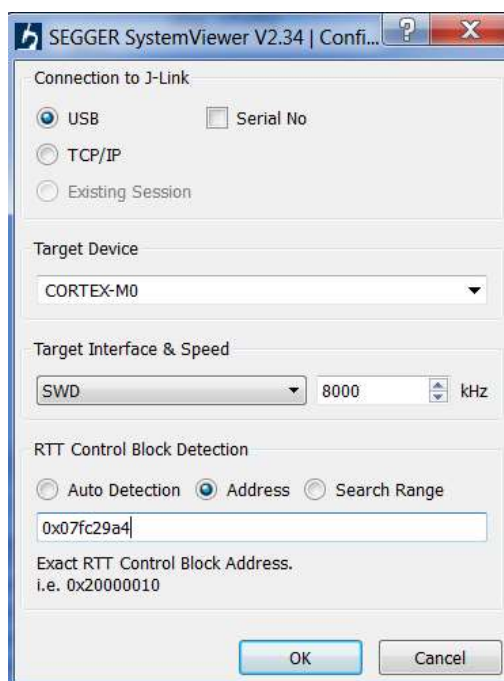 SEGGER SystemViewer V2.34 | Confi...
Connection to J-Link
USB Serial No
TCP/IP
Existing Session
Target Device
CORTEX-M0
Target Interface & Speed
SWD 8000 kHz
RTT Control Block Detection
Auto Detection Address Search Range
0x07fc29a4
Exact RTT Control Block Address.
i.e. 0x20000010
OK Cancel